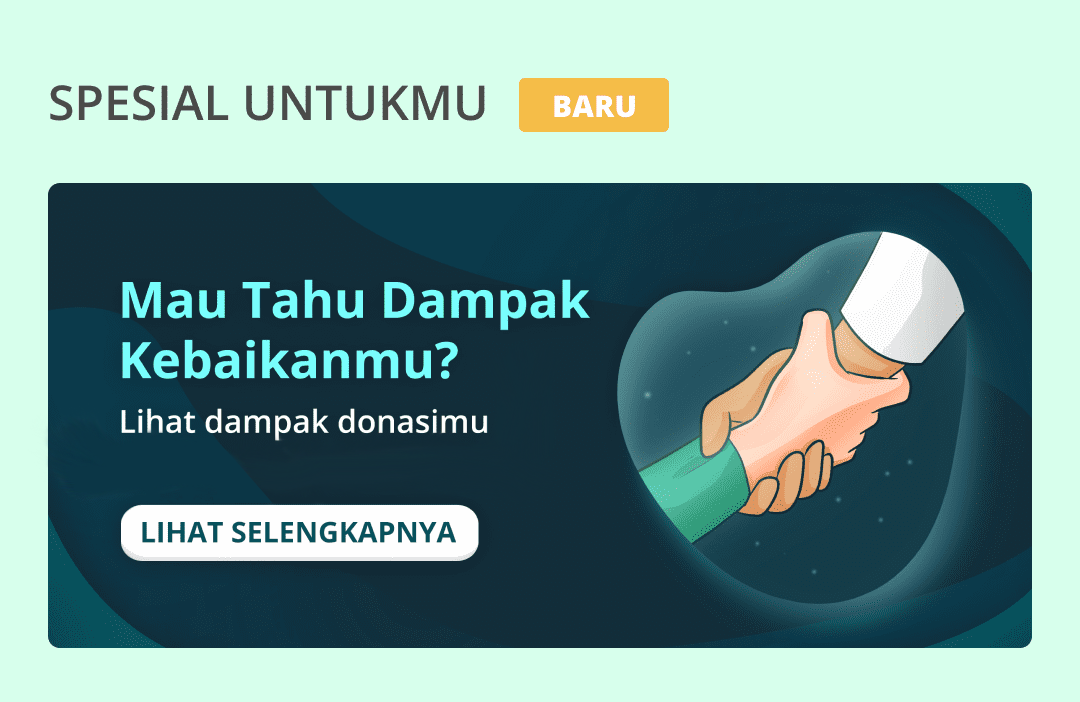 SPESIAL UNTUKMU BARU
Mau Tahu Dampak
Kebaikanmu?
Lihat dampak donasimu
LIHAT SELENGKAPNYA